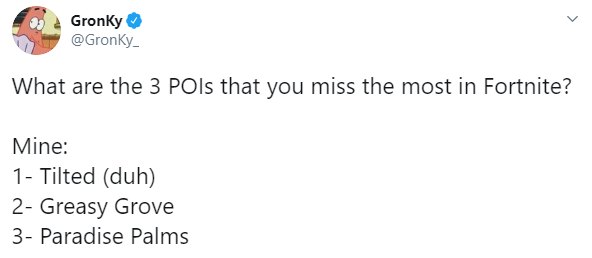 GronKy
@GronKy_
What are the 3 POIs that you miss the most in Fortnite?
Mine:
1- Tilted (duh)
2- Greasy Grove
3- Paradise Palms